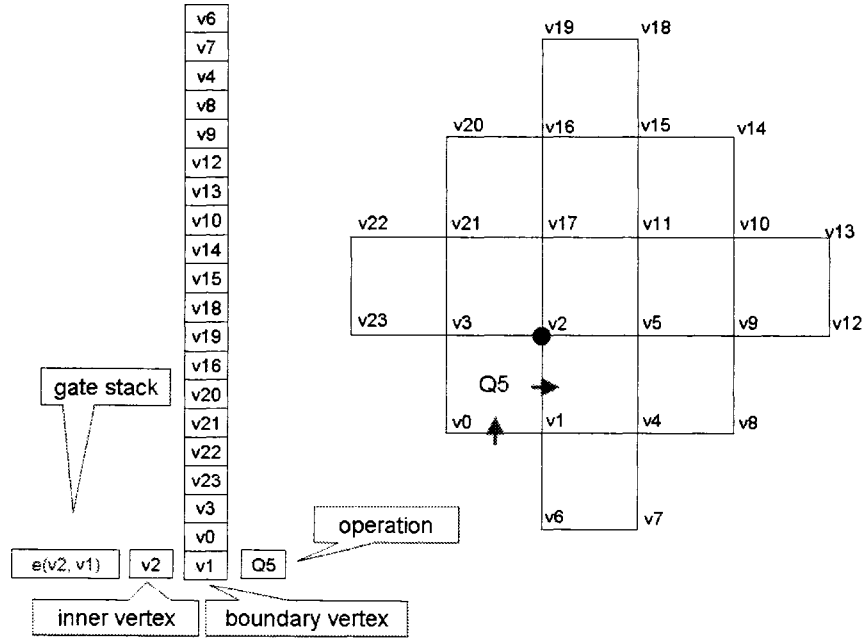 v6
v7
v4
v8
v9
v12
v13
v10
v14
v15
v18
v19
v16
v20
v21
v22
v23
v3
v0
e(v2, v1) v2 v1 Q5
gate stack
operation
inner vertex boundary vertex
v19 v18
v20 v16 v15 v14
v22 v21 v17 v11 v10 v13
v23 v3 v2 v5 v9 v12
Q5
v0 v1 v4 v8
v6 v7